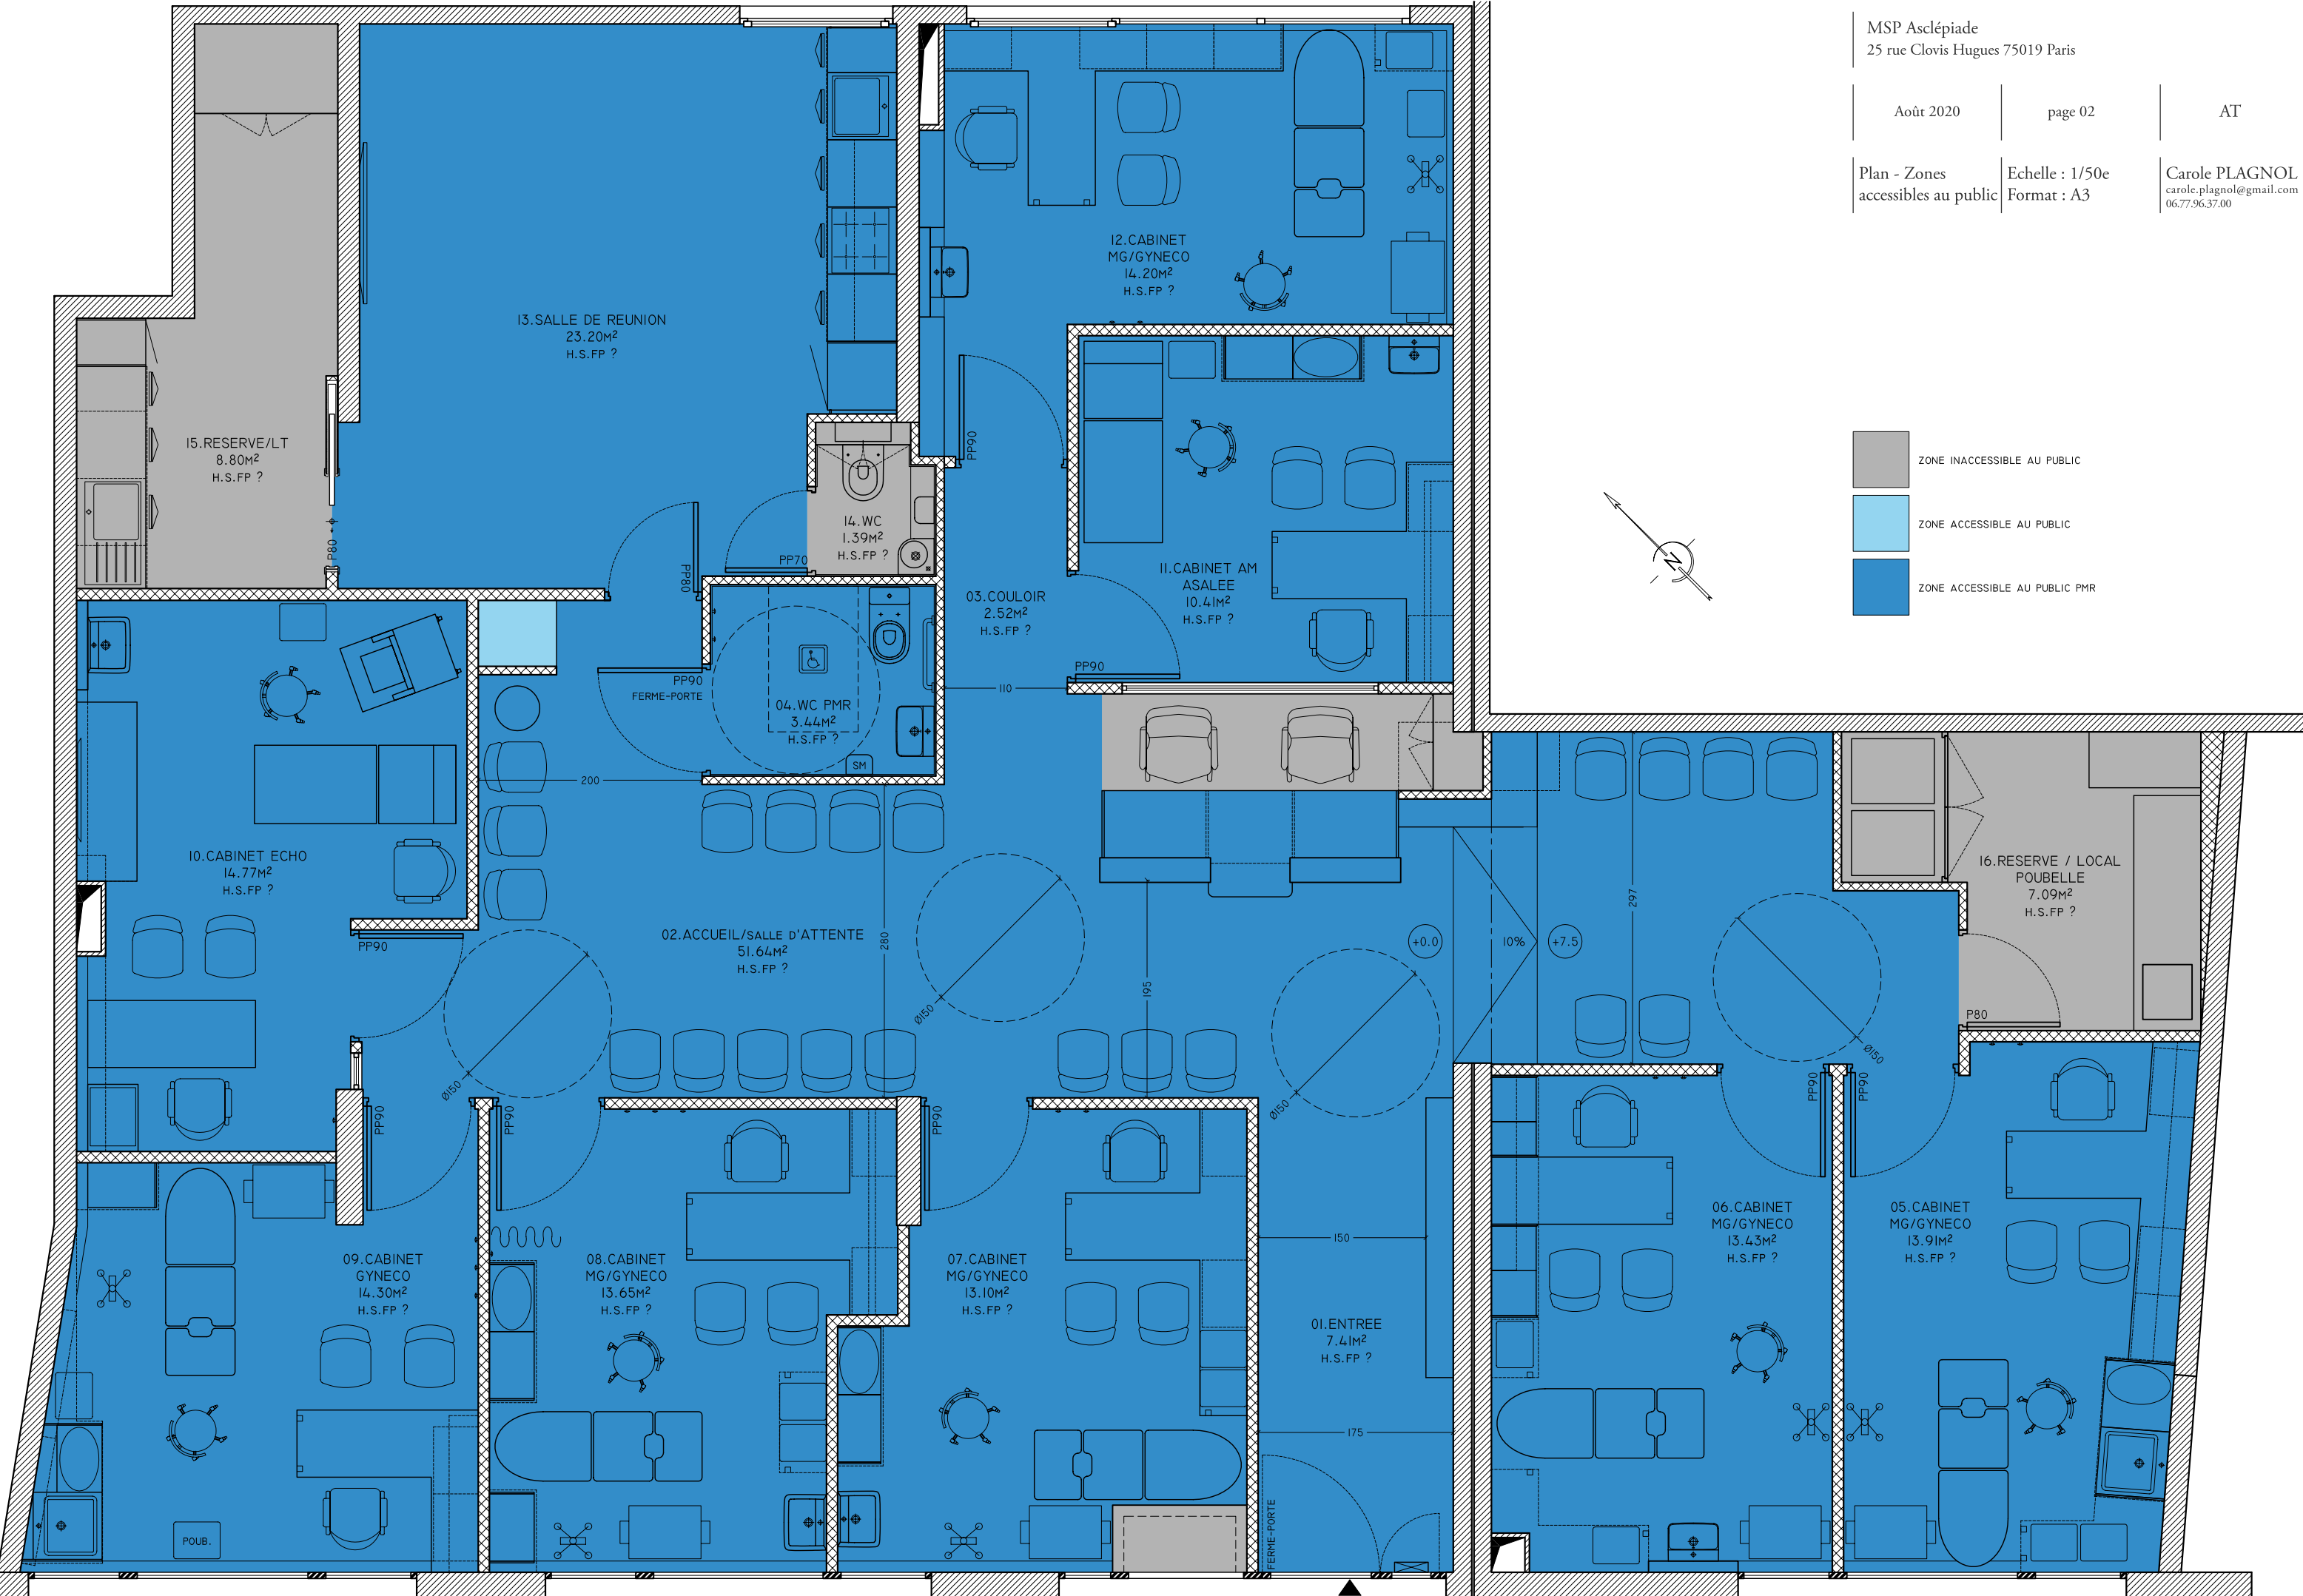 MSP Asclépiade
25 rue Clovis Hugues 75019 Paris
Août 2020
page 02
AT
Plan - Zones
accessibles au public
Echelle : 1/50e
Format : A3
Carole PLAGNOL
carole.plagnol@gmail.com
06.77.96.37.00
ZONE INACCESSIBLE AU PUBLIC
ZONE ACCESSIBLE AU PUBLIC
ZONE ACCESSIBLE AU PUBLIC PMR
N
12.CABINET
MG/GYNECO
14.20M²
H.S.FP ?
13.SALLE DE REUNION
23.20M²
H.S.FP ?
15.RESERVE/LT
8.80M²
H.S.FP ?
P80
PP90
14.WC
1.39M²
H.S.FP ?
PP70
PP80
11.CABINET AM
ASALEE
10.41M²
H.S.FP ?
PP90
03.COULOIR
2.52M²
H.S.FP ?
110
PP90
FERME-PORTE
04.WC PMR
3.44M²
H.S.FP ?
SM
200
10.CABINET ECHO
14.77M²
H.S.FP ?
PP90
02.ACCUEIL/SALLE D'ATTENTE
51.64M²
H.S.FP ?
280
195
297
Ø150
Ø150
Ø150
Ø150
+0.0
10%
+7.5
16.RESERVE / LOCAL
POUBELLE
7.09M²
H.S.FP ?
P80
PP90
PP90
PP90
PP90
PP90
09.CABINET
GYNECO
14.30M²
H.S.FP ?
POUB.
08.CABINET
MG/GYNECO
13.65M²
H.S.FP ?
07.CABINET
MG/GYNECO
13.10M²
H.S.FP ?
150
01.ENTREE
7.41M²
H.S.FP ?
175
FERME-PORTE
06.CABINET
MG/GYNECO
13.43M²
H.S.FP ?
05.CABINET
MG/GYNECO
13.91M²
H.S.FP ?